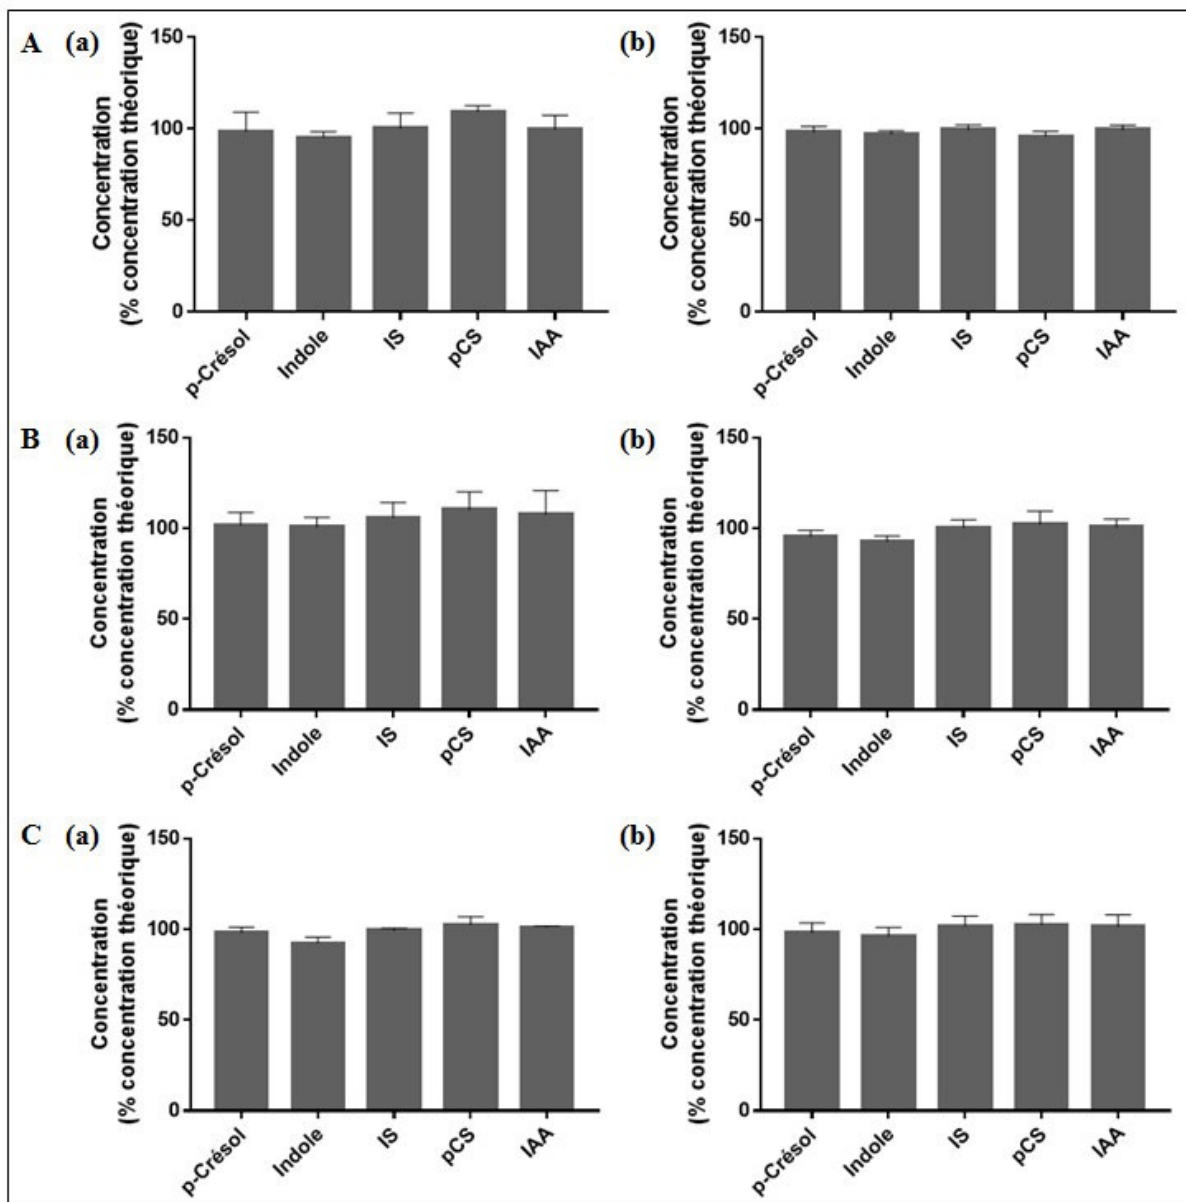 A (a)
Concentration
(% concentration théorique)
150
100
50
0
p-Crésol
Indole
IS
pCS
IAA
(b)
Concentration
(% concentration théorique)
150
100
50
0
p-Crésol
Indole
IS
pCS
IAA
B (a)
Concentration
(% concentration théorique)
150
100
50
0
p-Crésol
Indole
IS
pCS
IAA
(b)
Concentration
(% concentration théorique)
150
100
50
0
p-Crésol
Indole
IS
pCS
IAA
C (a)
Concentration
(% concentration théorique)
150
100
50
0
p-Crésol
Indole
IS
pCS
IAA
(b)
Concentration
(% concentration théorique)
150
100
50
0
p-Crésol
Indole
IS
pCS
IAA